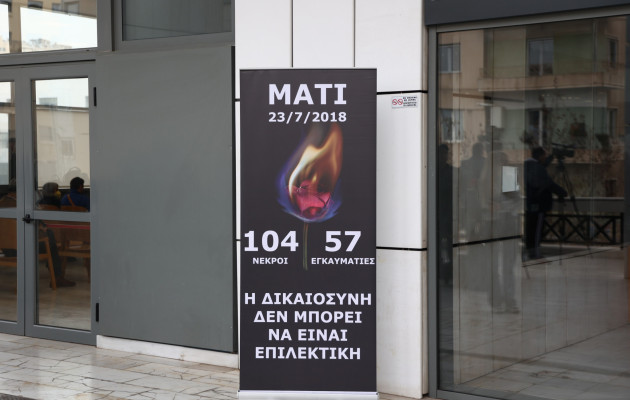 ΜΑΤΙ
23/7/2018
104 57
ΝΕΚΡΟΙ ΕΓΚΑΥΜΑΤΙΕΣ
Η ΔΙΚΑΙΟΣΥΝΗ
ΔΕΝ ΜΠΟΡΕΙ
ΝΑ ΕΙΝΑΙ
ΕΠΙΛΕΚΤΙΚΗ